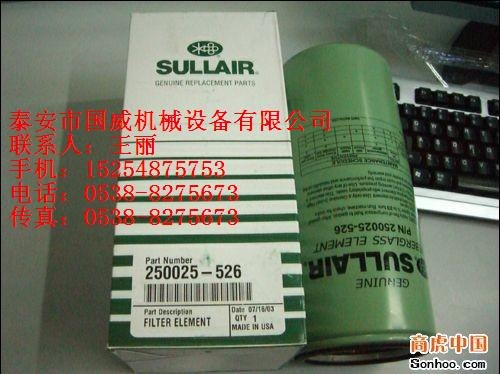 SULLAIR®
GENUINE REPLACEMENT PARTS
泰安市国威机械设备有限公司
联系人：王丽
手机：15254875753
电话：0538-8275673
传真：0538-8275673
Part Number
250025-526
Part Description
FILTER ELEMENT
Date 07/16/03
QTY 1
MADE IN USA
MAINTENANCE SCHEDULE
P/N 250025-526
FIBERGLASS ELEMENT
SULLAIR
GENUINE
商虎中国
Sonhoo.com